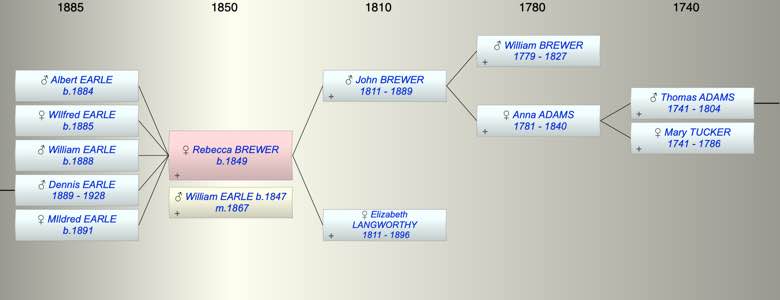 1885 1850 1810 1780 1740
♂ Albert EARLE
b.1884
♀ WIlfred EARLE
b.1885
♂ William EARLE
b.1888
♂ Dennis EARLE
1889 - 1928
♀ MIldred EARLE
b.1891
♀ Rebecca BREWER
b.1849
+
♂ William EARLE b.1847
m.1867
+
♂ John BREWER
1811 - 1889
+
♀ Elizabeth
LANGWORTHY
1811 - 1896
+
♂ William BREWER
1779 - 1827
+
♀ Anna ADAMS
1781 - 1840
+
♂ Thomas ADAMS
1741 - 1804
+
♀ Mary TUCKER
1741 - 1786
+